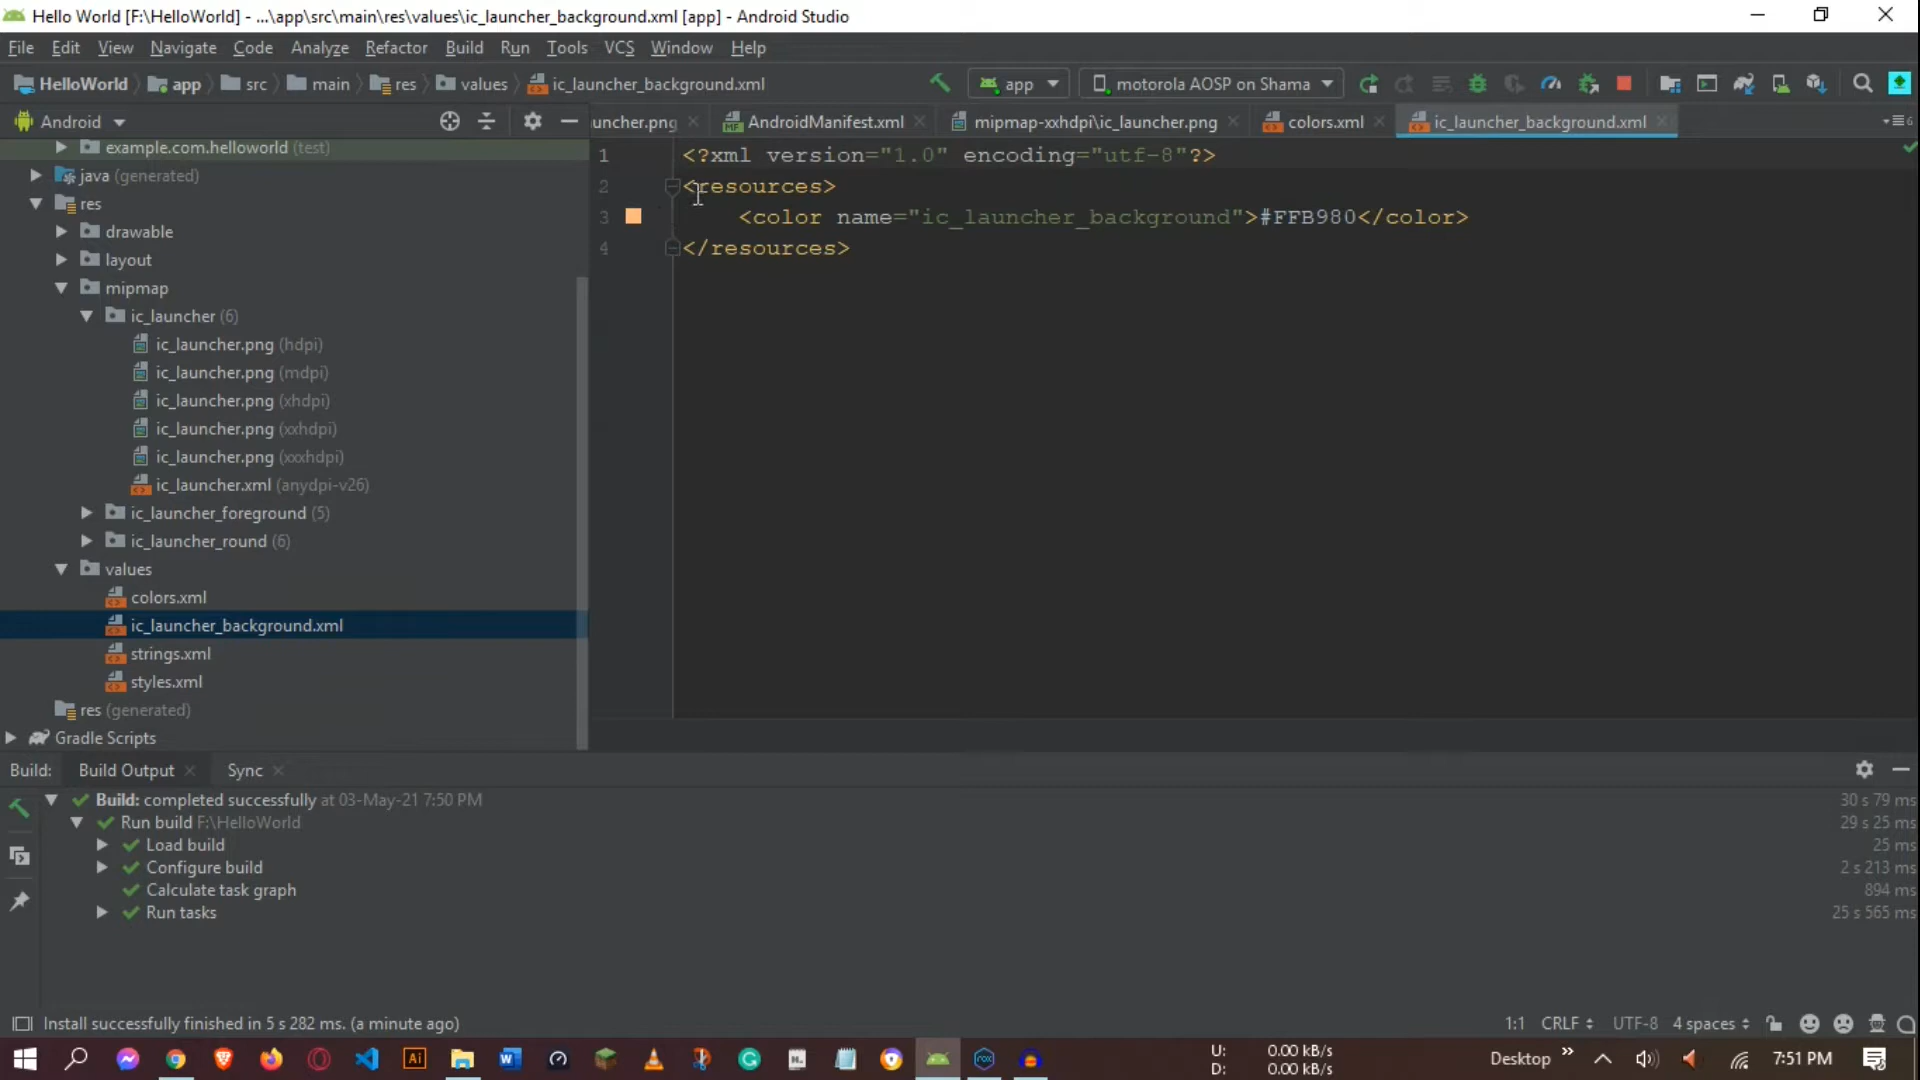 Hello World [F:\HelloWorld] - ...\app\src\main\res\values\ic_launcher_background.xml [app] - Android Studio
File Edit View Navigate Code Analyze Refactor Build Run Tools VCS Window Help
HelloWorld app src main res values ic_launcher_background.xml app motorola AOSP on Shama
Android
uncher.png AndroidManifest.xml mipmap-xxhdpi\ic_launcher.png colors.xml ic_launcher_background.xml
example.com.helloworld (test)
java (generated)
res
drawable
layout
mipmap
ic_launcher (6)
ic_launcher.png (hdpi)
ic_launcher.png (mdpi)
ic_launcher.png (xhdpi)
ic_launcher.png (xxhdpi)
ic_launcher.png (xxxhdpi)
ic_launcher.xml (anydpi-v26)
ic_launcher_foreground (5)
ic_launcher_round (6)
values
colors.xml
ic_launcher_background.xml
strings.xml
styles.xml
res (generated)
Gradle Scripts
1 <?xml version="1.0" encoding="utf-8"?>
2 <resources>
3 <color name="ic_launcher_background">#FFB980</color>
4 </resources>
Build: Build Output Sync
Build: completed successfully at 03-May-21 7:50 PM 30 s 79 ms
Run build F:\HelloWorld 29 s 25 ms
Load build 25 ms
Configure build 2 s 213 ms
Calculate task graph 894 ms
Run tasks 25 s 565 ms
Install successfully finished in 5 s 282 ms. (a minute ago) 1:1 CRLF UTF-8 4 spaces
U: 0.00 kB/s
D: 0.00 kB/s
Desktop 7:51 PM